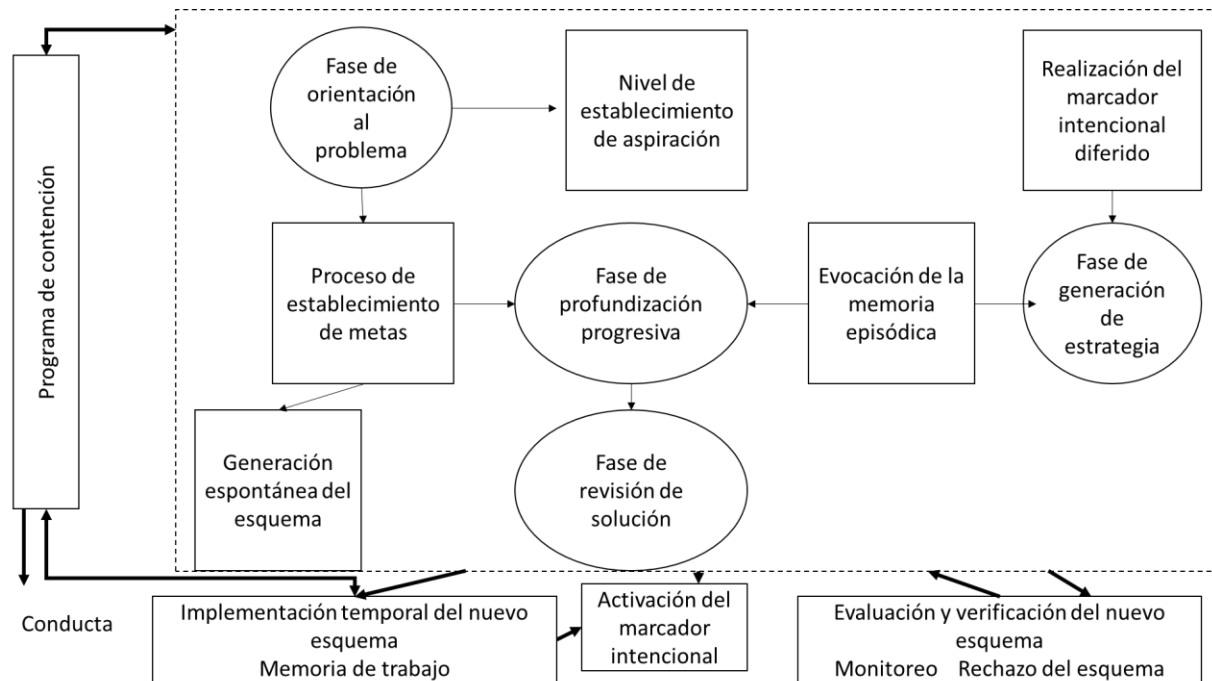 Programa de contención
Fase de
orientación
al
problema
Nivel de
establecimiento
de aspiración
Realización del
marcador
intencional
diferido
Proceso de
establecimiento
de metas
Fase de
profundización
progresiva
Evocación de la
memoria
episódica
Fase de
generación
de
estrategia
Generación
espontánea del
esquema
Fase de
revisión de
solución
Conducta
Implementación temporal del nuevo
esquema
Memoria de trabajo
Activación del
marcador
intencional
Evaluación y verificación del nuevo
esquema
Monitoreo Rechazo del esquema